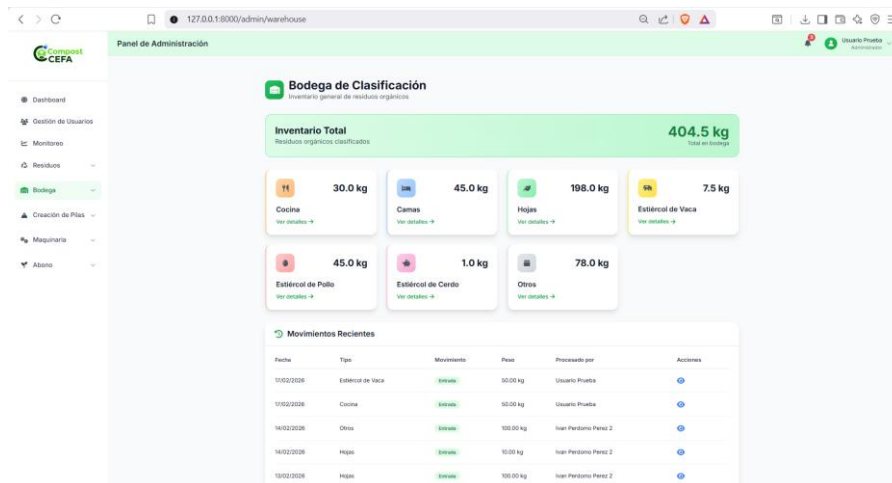 127.0.0.1:8000/admin/warehouse
Compost
CEFA
Panel de Administración
3
Usuario Prueba
Administrador
Dashboard
Gestión de Usuarios
Monitoreo
Residuos
Bodega
Creación de Pilas
Maquinaria
Abono
Bodega de Clasificación
Inventario general de residuos orgánicos
Inventario Total
Residuos orgánicos clasificados
404.5 kg
Total en bodega
30.0 kg
Cocina
Ver detalles →
45.0 kg
Camas
Ver detalles →
198.0 kg
Hojas
Ver detalles →
7.5 kg
Estiércol de Vaca
Ver detalles →
45.0 kg
Estiércol de Pollo
Ver detalles →
1.0 kg
Estiércol de Cerdo
Ver detalles →
78.0 kg
Otros
Ver detalles →
Movimientos Recientes
Fecha Tipo Movimiento Peso Procesado por Acciones
17/02/2026 Estiércol de Vaca Entrada 50.00 kg Usuario Prueba
17/02/2026 Cocina Entrada 50.00 kg Usuario Prueba
14/02/2026 Otros Entrada 100.00 kg Ivan Perdomo Perez 2
14/02/2026 Hojas Entrada 10.00 kg Ivan Perdomo Perez 2
13/02/2026 Hojas Entrada 100.00 kg Ivan Perdomo Perez 2